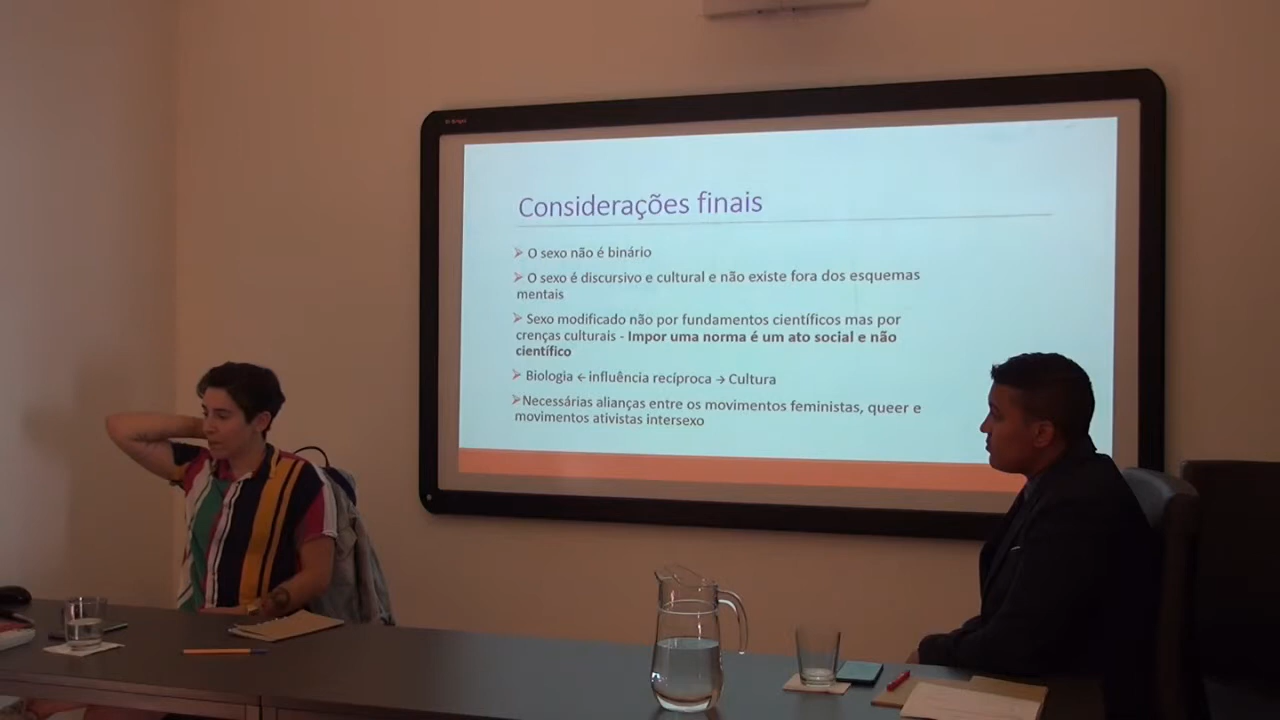 Considerações finais
➢ O sexo não é binário
➢ O sexo é discursivo e cultural e não existe fora dos esquemas
mentais
➢ Sexo modificado não por fundamentos científicos mas por
crenças culturais - Impor uma norma é um ato social e não
científico
➢ Biologia ← influência recíproca → Cultura
➢Necessárias alianças entre os movimentos feministas, queer e
movimentos ativistas intersexo